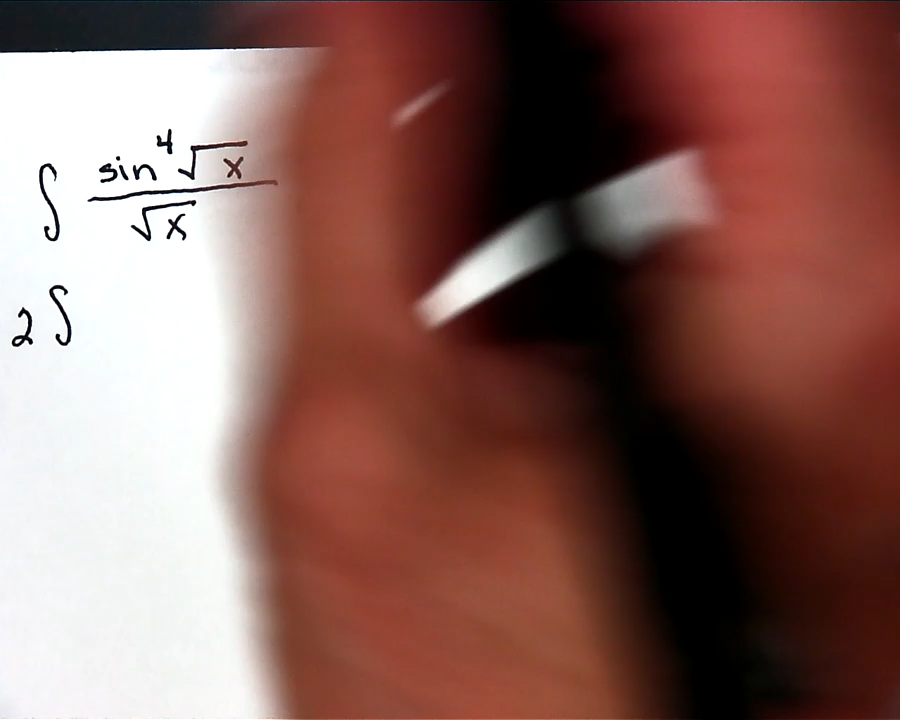 ∫ sin⁴√x / √x
2∫